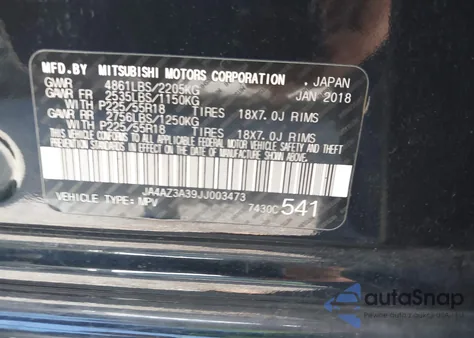 MFD.BY MITSUBISHI MOTORS CORPORATION , JAPAN
GVWR 4861LBS/2205KG JAN 2018
GAWR FR 2535LBS/1150KG
WITH P225/55R18 TIRES 18X7.0J RIMS
GAWR RR 2756LBS/1250KG
WITH P225/55R18 TIRES 18X7.0J RIMS
THIS VEHICLE CONFORMS TO ALL APPLICABLE
FEDERAL MOTOR VEHICLE SAFETY AND
THEFT PREVENTION STANDARDS IN EFFECT ON
THE DATE OF MANUFACTURE SHOWN ABOVE.
JA4AZ3A39JJ003473
VEHICLE TYPE: MPV 7430C 541
autoSnap